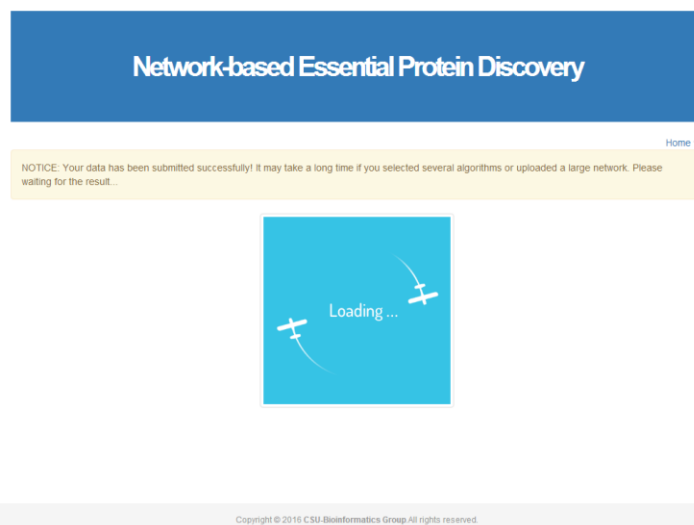 Network-based Essential Protein Discovery
Home
NOTICE: Your data has been submitted successfully! It may take a long time if you selected several algorithms or uploaded a large network. Please
waiting for the result...
Loading ...
Copyright © 2016 CSU-Bioinformatics Group All rights reserved.